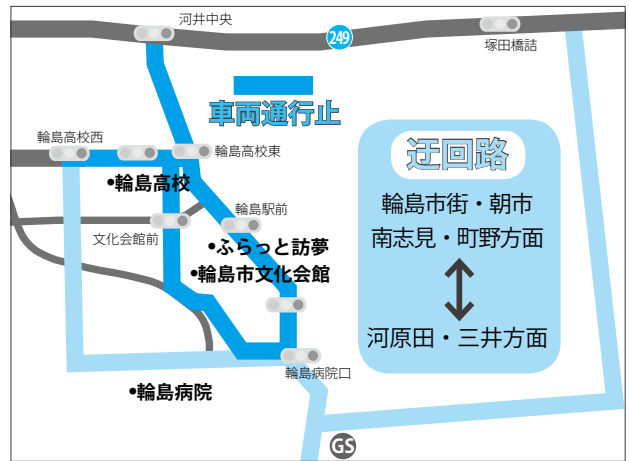 河井中央
249
塚田橋詰
車両通行止
輪島高校西
輪島高校東
迂回路
•輪島高校
輪島市街・朝市
輪島駅前
文化会館前
南志見・町野方面
•ふらっと訪夢
•輪島市文化会館
河原田・三井方面
輪島病院口
•輪島病院
GS